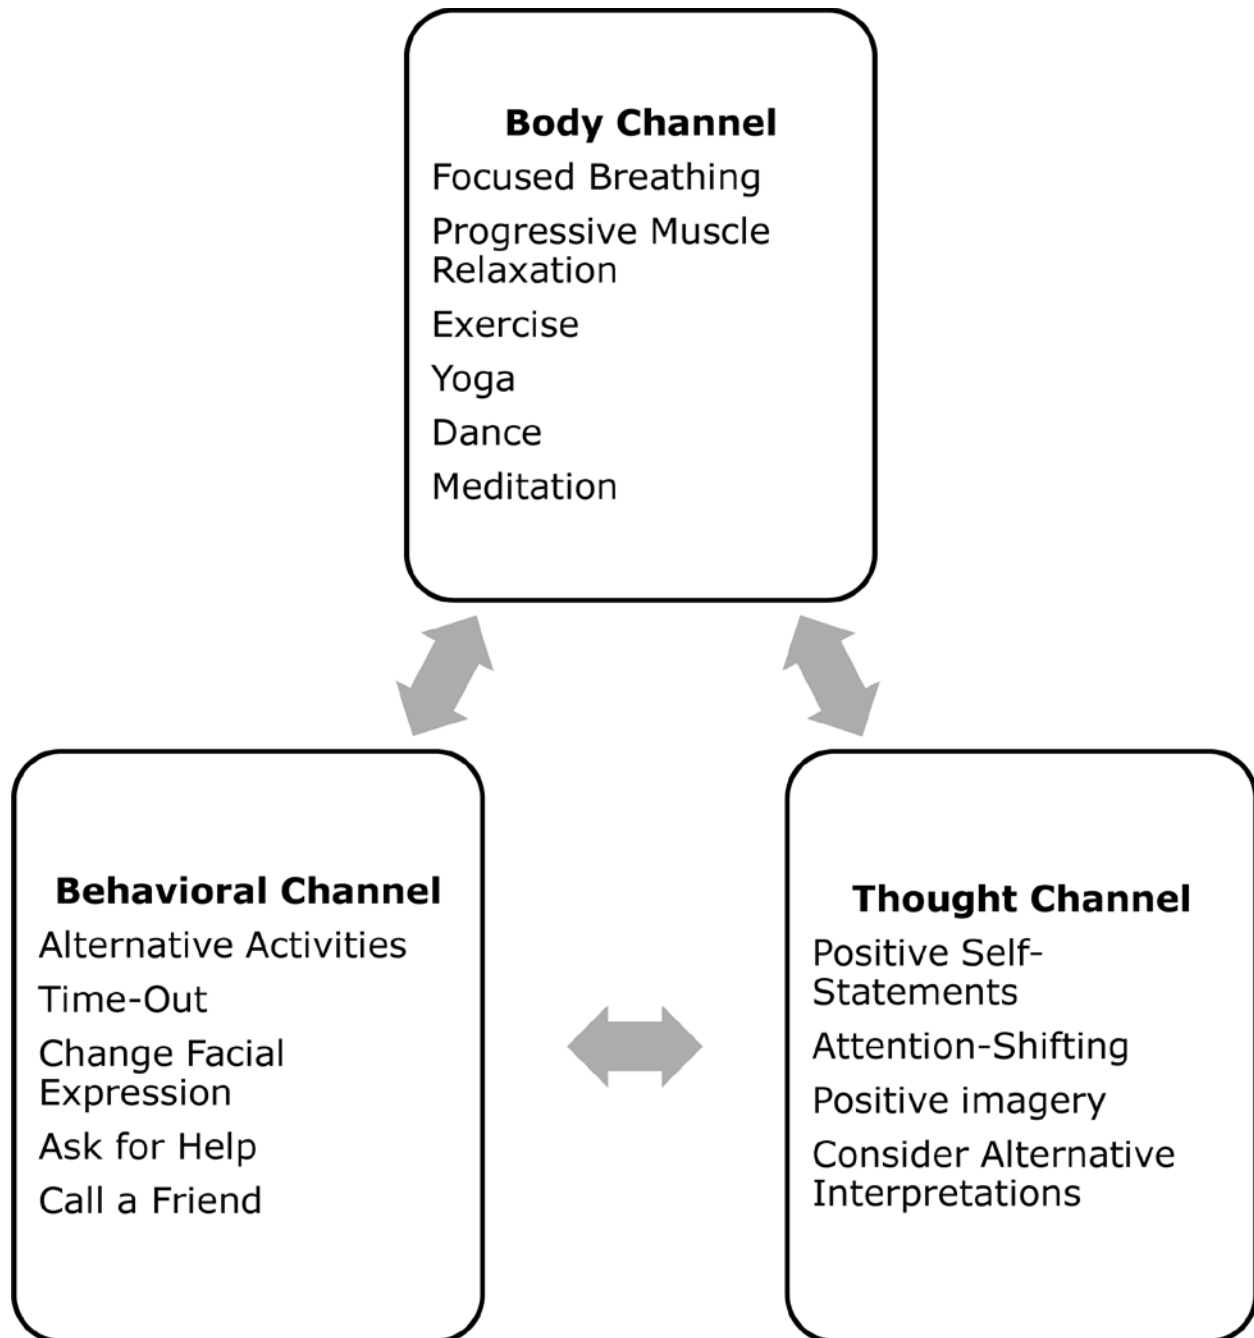 Body Channel
Focused Breathing
Progressive Muscle
Relaxation
Exercise
Yoga
Dance
Meditation
Behavioral Channel
Alternative Activities
Time-Out
Change Facial
Expression
Ask for Help
Call a Friend
Thought Channel
Positive Self-
Statements
Attention-Shifting
Positive imagery
Consider Alternative
Interpretations